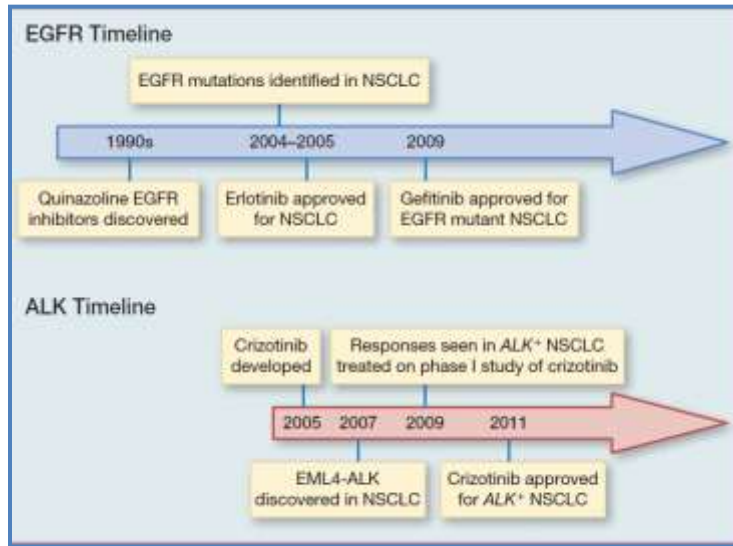 EGFR Timeline
EGFR mutations identified in NSCLC
1990s 2004–2005 2009
Quinazoline EGFR
inhibitors discovered
Erlotinib approved
for NSCLC
Gefitinib approved for
EGFR mutant NSCLC
ALK Timeline
Crizotinib
developed
Responses seen in ALK⁺ NSCLC
treated on phase I study of crizotinib
2005 2007 2009 2011
EML4-ALK
discovered in NSCLC
Crizotinib approved
for ALK⁺ NSCLC